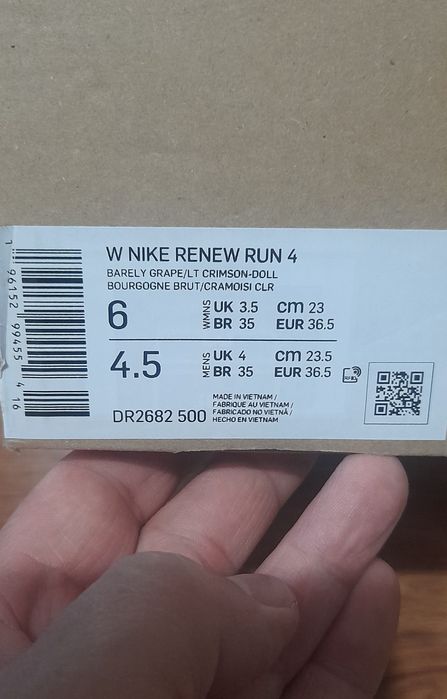 W NIKE RENEW RUN 4
BARELY GRAPE/LT CRIMSON-DOLL
BOURGOGNE BRUT/CRAMOISI CLR
6 WMNS UK 3.5 cm 23
BR 35 EUR 36.5
4.5 MENS UK 4 cm 23.5
BR 35 EUR 36.5
MADE IN VIETNAM /
FABRIQUE AU VIETNAM /
FABRICADO NO VIETNÃ /
HECHO EN VIETNAM
DR2682 500
1 96152 99455 4 16